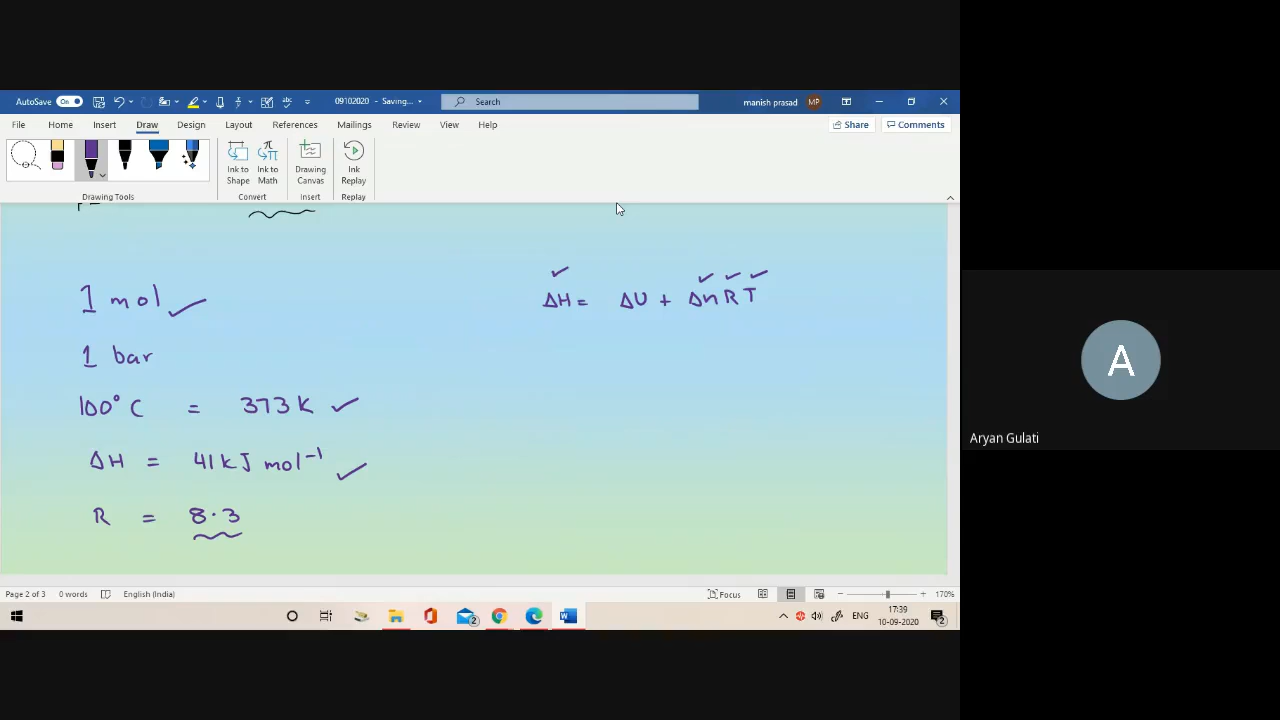 AutoSave On 09102020 - Saving... Search manish prasad MP
File Home Insert Draw Design Layout References Mailings Review View Help Share Comments
Ink to Shape Ink to Math Drawing Canvas Ink Replay
Drawing Tools Convert Insert Replay
ΔH = ΔU + ΔnRT
1 mol
1 bar
100° C = 373 K
ΔH = 41 kJ mol⁻¹
R = 8.3
A
Aryan Gulati
Page 2 of 3 0 words English (India) Focus 170%
2 ENG 17:39 10-09-2020 2